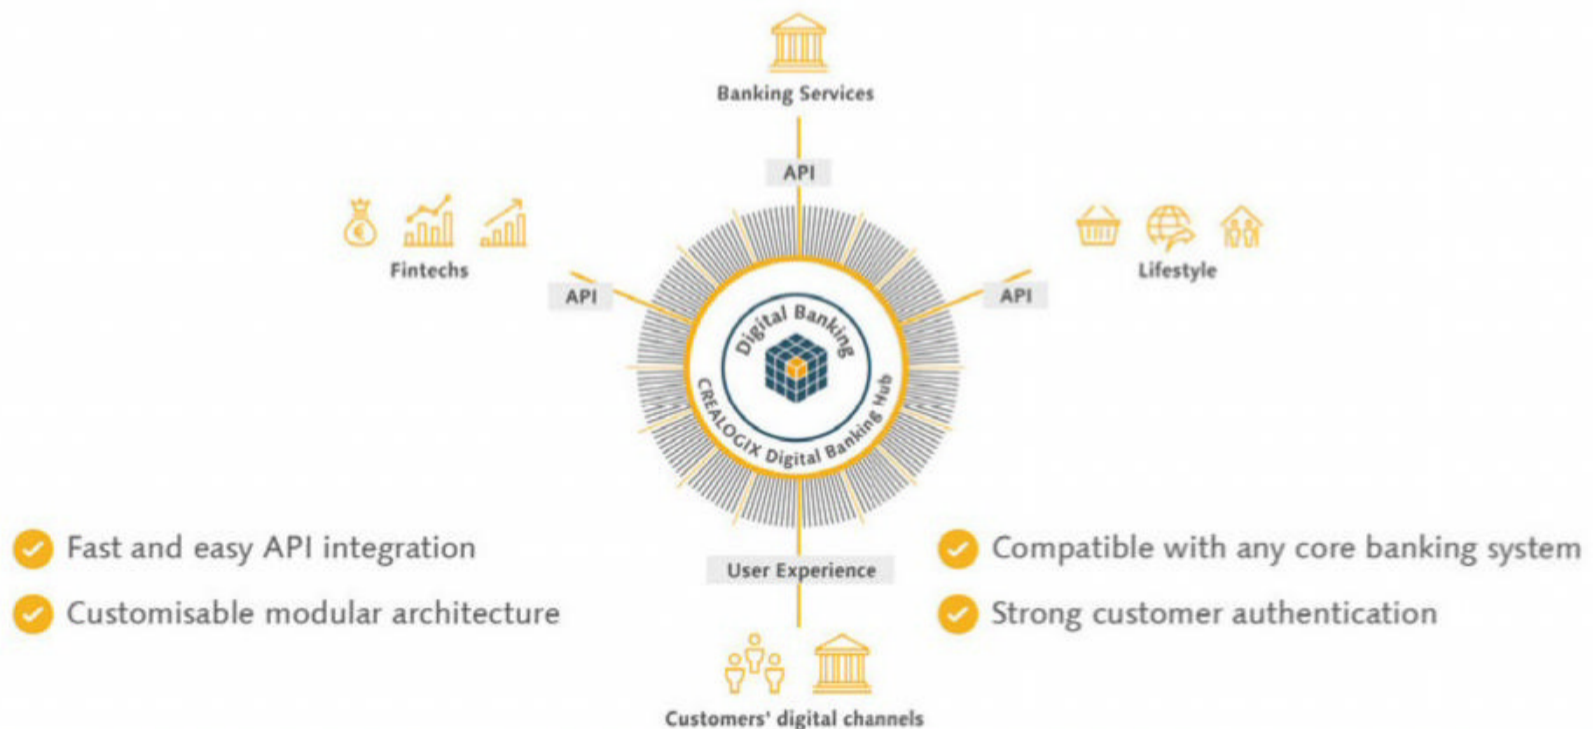 Banking Services
API
Fintechs
Lifestyle
API
API
Digital Banking
CREALOGIX Digital Banking Hub
Fast and easy API integration
Compatible with any core banking system
User Experience
Customisable modular architecture
Strong customer authentication
Customers' digital channels